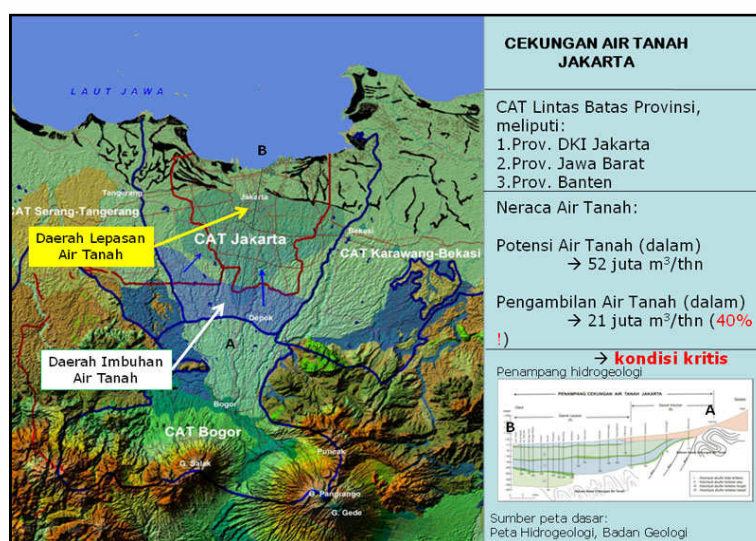 LAUT JAWA
B
Tangerang
Jakarta
CAT Serang-Tangerang
Daerah Lepasan
Air Tanah
CAT Jakarta
Bekasi
CAT Karawang-Bekasi
Depok
A
Daerah Imbuhan
Air Tanah
Bogor
CAT Bogor
G. Salak
Puncak
G. Pangrango
G. Gede
CEKUNGAN AIR TANAH
JAKARTA
CAT Lintas Batas Provinsi,
meliputi:
1.Prov. DKI Jakarta
2.Prov. Jawa Barat
3.Prov. Banten
Neraca Air Tanah:
Potensi Air Tanah (dalam)
→ 52 juta m³/thn
Pengambilan Air Tanah (dalam)
→ 21 juta m³/thn (40%
!)
→ kondisi kritis
Penampang hidrogeologi
PENAMPANG CEKUNGAN AIR TANAH JAKARTA
B
A
Sumber peta dasar:
Peta Hidrogeologi, Badan Geologi